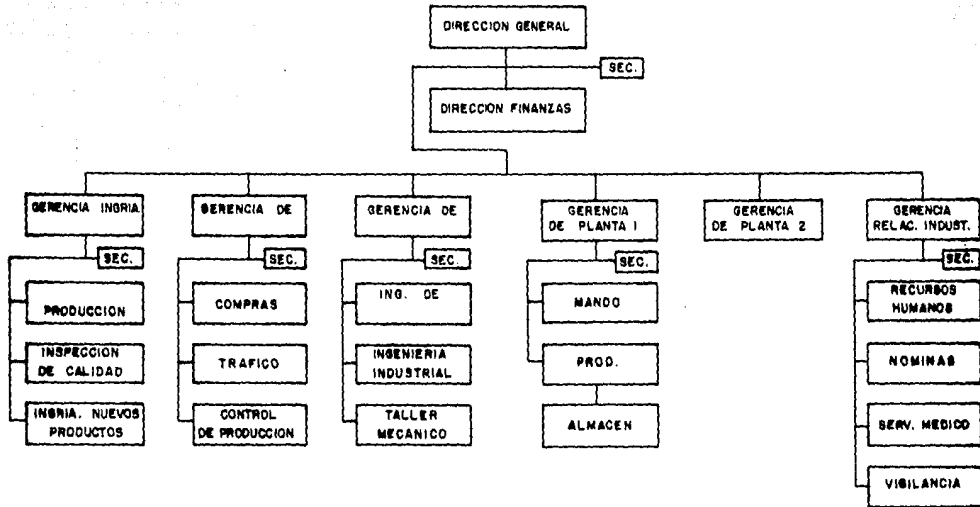 DIRECCION GENERAL
SEC.
DIRECCION FINANZAS
GERENCIA INGRIA
GERENCIA DE
GERENCIA DE
GERENCIA
DE PLANTA 1
GERENCIA
DE PLANTA 2
GERENCIA
RELAC. INDUST.
SEC.
SEC.
SEC.
SEC.
SEC.
PRODUCCION
INSPECCION
DE CALIDAD
INGRIA. NUEVOS
PRODUCTOS
COMPRAS
TRAFICO
CONTROL
DE PRODUCCION
ING. DE
INGENIERIA
INDUSTRIAL
TALLER
MECANICO
MANDO
PROD.
ALMACEN
RECURSOS
HUMANOS
NOMINAS
SERV. MEDICO
VIGILANCIA